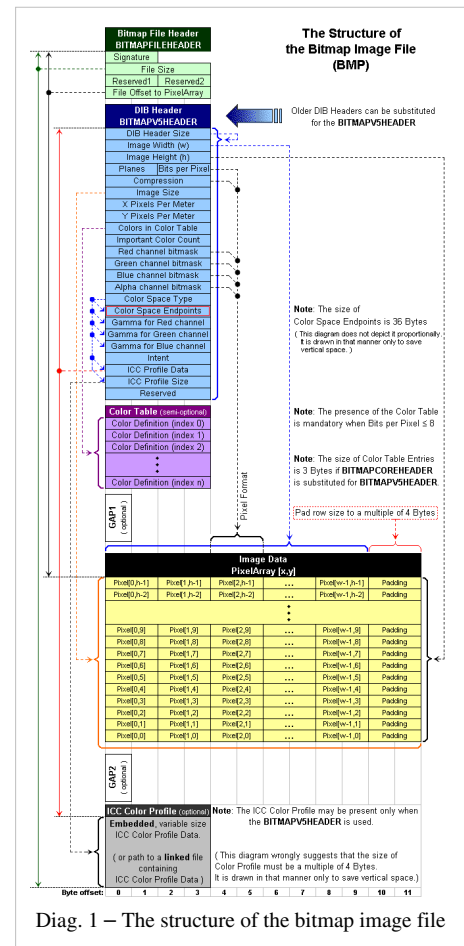 Bitmap File Header
BITMAPFILEHEADER
Signature
File Size
Reserved1 Reserved2
File Offset to PixelArray
The Structure of
the Bitmap Image File
(BMP)
DIB Header
BITMAPV5HEADER
Older DIB Headers can be substituted
for the BITMAPV5HEADER
DIB Header Size
Image Width (w)
Image Height (h)
Planes Bits per Pixel
Compression
Image Size
X Pixels Per Meter
Y Pixels Per Meter
Colors in Color Table
Important Color Count
Red channel bitmask
Green channel bitmask
Blue channel bitmask
Alpha channel bitmask
Color Space Type
Color Space Endpoints
Gamma for Red channel
Gamma for Green channel
Gamma for Blue channel
Intent
ICC Profile Data
ICC Profile Size
Reserved
Note: The size of
Color Space Endpoints is 36 Bytes
( This diagram does not depict it proportionally.
It is drawn in that manner only to save
vertical space. )
Color Table (semi-optional)
Color Definition (index 0)
Color Definition (index 1)
Color Definition (index 2)
Color Definition (index n)
Note: The presence of the Color Table
is mandatory when Bits per Pixel ≤ 8
Note: The size of Color Table Entries
is 3 Bytes if BITMAPCOREHEADER
is substituted for BITMAPV5HEADER.
GAP1
( optional )
Pixel Format
Pad row size to a multiple of 4 Bytes
Image Data
PixelArray [x,y]
Pixel[0,h-1] Pixel[1,h-1] Pixel[2,h-1] ... Pixel[w-1,h-1] Padding
Pixel[0,h-2] Pixel[1,h-2] Pixel[2,h-2] ... Pixel[w-1,h-2] Padding
Pixel[0,9] Pixel[1,9] Pixel[2,9] ... Pixel[w-1,9] Padding
Pixel[0,8] Pixel[1,8] Pixel[2,8] ... Pixel[w-1,8] Padding
Pixel[0,7] Pixel[1,7] Pixel[2,7] ... Pixel[w-1,7] Padding
Pixel[0,6] Pixel[1,6] Pixel[2,6] ... Pixel[w-1,6] Padding
Pixel[0,5] Pixel[1,5] Pixel[2,5] ... Pixel[w-1,5] Padding
Pixel[0,4] Pixel[1,4] Pixel[2,4] ... Pixel[w-1,4] Padding
Pixel[0,3] Pixel[1,3] Pixel[2,3] ... Pixel[w-1,3] Padding
Pixel[0,2] Pixel[1,2] Pixel[2,2] ... Pixel[w-1,2] Padding
Pixel[0,1] Pixel[1,1] Pixel[2,1] ... Pixel[w-1,1] Padding
Pixel[0,0] Pixel[1,0] Pixel[2,0] ... Pixel[w-1,0] Padding
GAP2
( optional )
ICC Color Profile (optional)
Embedded, variable size
ICC Color Profile Data.
( or path to a linked file
containing
ICC Color Profile Data )
Note: The ICC Color Profile may be present only when
the BITMAPV5HEADER is used.
( This diagram wrongly suggests that the size of
Color Profile must be a multiple of 4 Bytes.
It is drawn in that manner only to save vertical space. )
Byte offset: 0 1 2 3 4 5 6 7 8 9 10 11
Diag. 1 – The structure of the bitmap image file